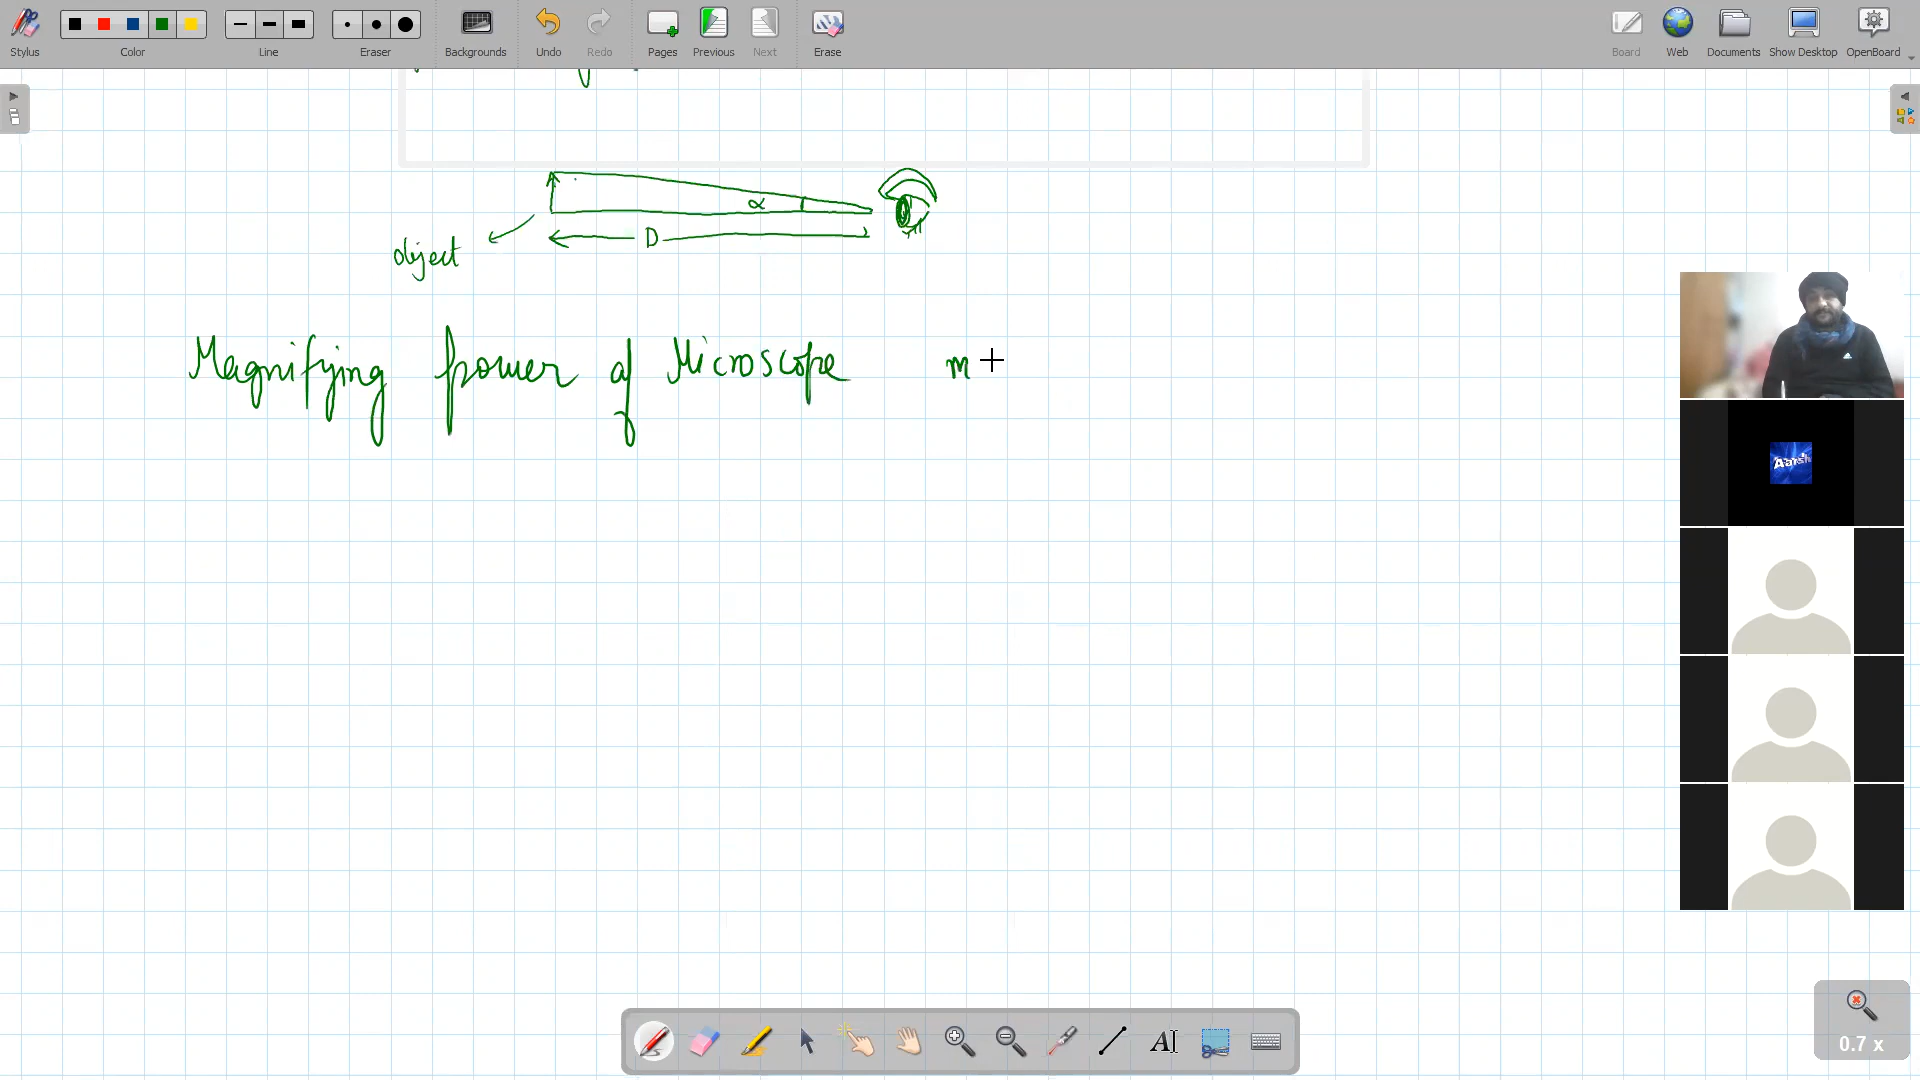 Stylus Color Line Eraser Backgrounds Undo Redo Pages Previous Next Erase Board Web Documents Show Desktop OpenBoard
α
D
object
Magnifying power of Microscope m
Aarsh
0.7 x